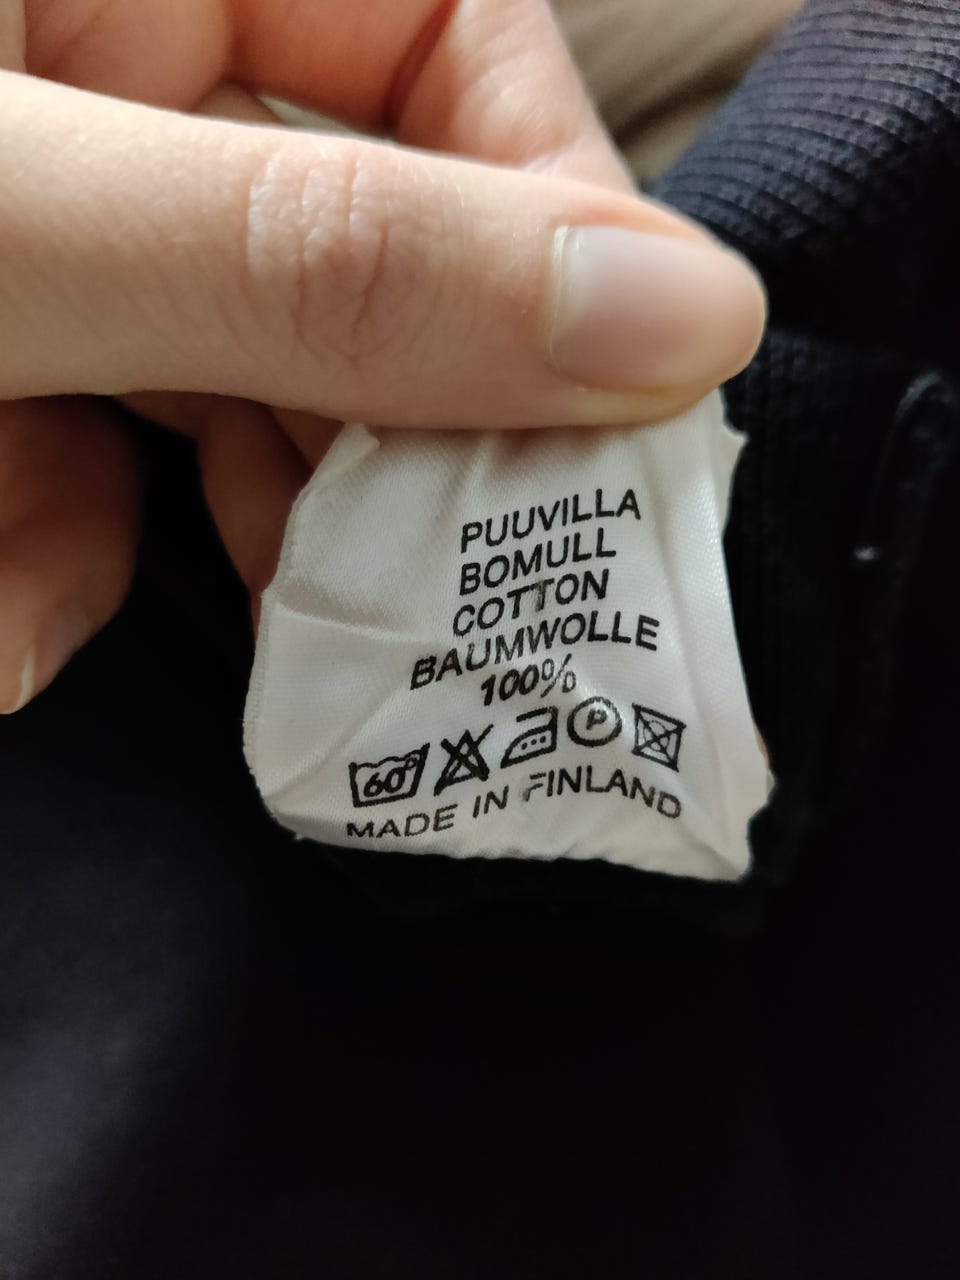 PUUVILLA
BOMULL
COTTON
BAUMWOLLE
100%
60° P
MADE IN FINLAND